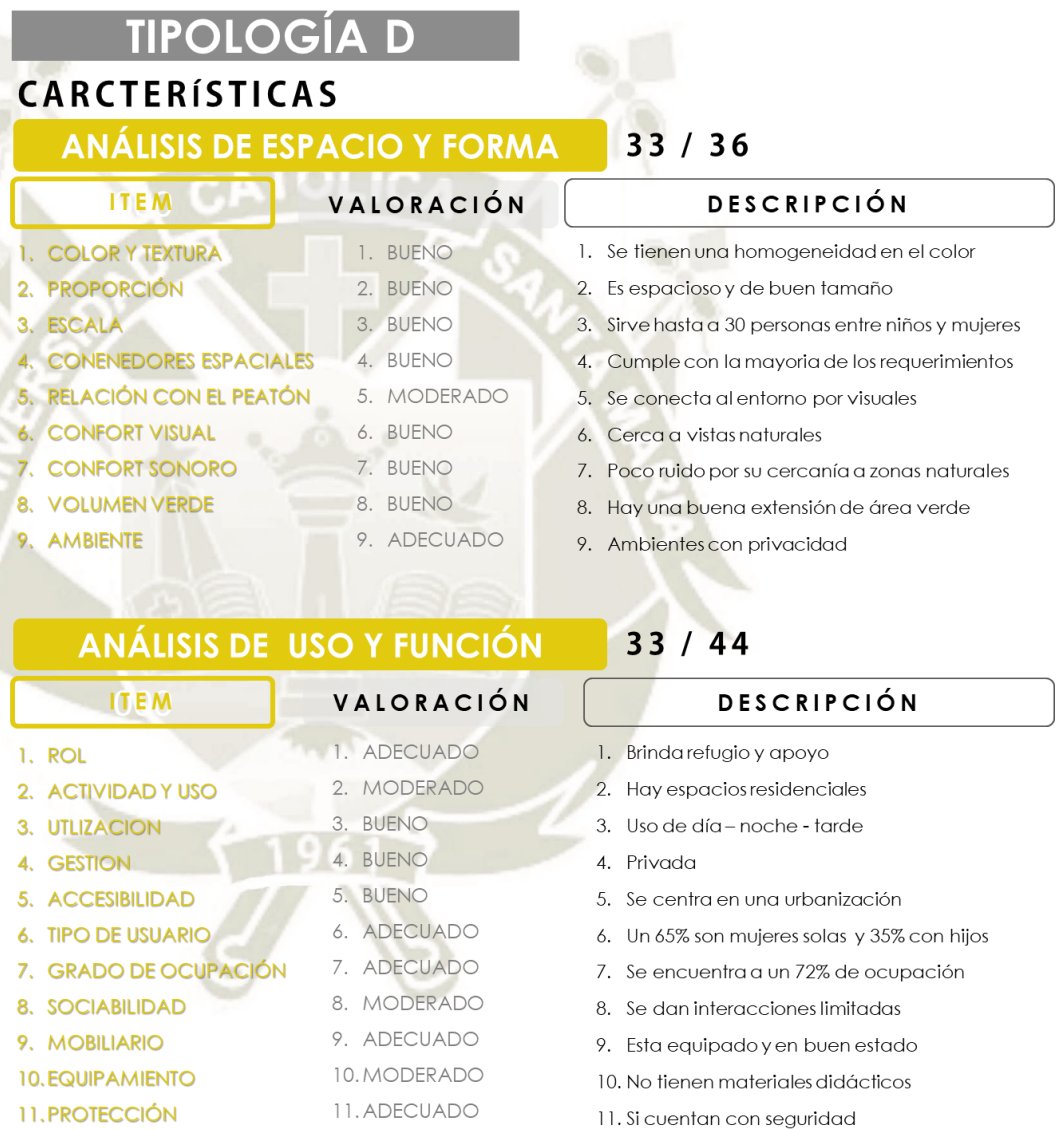 TIPOLOGÍA D
CARCTERÍSTICAS
ANÁLISIS DE ESPACIO Y FORMA 33 / 36
ITEM VALORACIÓN DESCRIPCIÓN
1. COLOR Y TEXTURA 1. BUENO 1. Se tienen una homogeneidad en el color
2. PROPORCIÓN 2. BUENO 2. Es espacioso y de buen tamaño
3. ESCALA 3. BUENO 3. Sirve hasta a 30 personas entre niños y mujeres
4. CONENEDORES ESPACIALES 4. BUENO 4. Cumple con la mayoria de los requerimientos
5. RELACIÓN CON EL PEATÓN 5. MODERADO 5. Se conecta al entorno por visuales
6. CONFORT VISUAL 6. BUENO 6. Cerca a vistas naturales
7. CONFORT SONORO 7. BUENO 7. Poco ruido por su cercanía a zonas naturales
8. VOLUMEN VERDE 8. BUENO 8. Hay una buena extensión de área verde
9. AMBIENTE 9. ADECUADO 9. Ambientes con privacidad
ANÁLISIS DE USO Y FUNCIÓN 33 / 44
ITEM VALORACIÓN DESCRIPCIÓN
1. ROL 1. ADECUADO 1. Brinda refugio y apoyo
2. ACTIVIDAD Y USO 2. MODERADO 2. Hay espacios residenciales
3. UTLIZACION 3. BUENO 3. Uso de día – noche - tarde
4. GESTION 4. BUENO 4. Privada
5. ACCESIBILIDAD 5. BUENO 5. Se centra en una urbanización
6. TIPO DE USUARIO 6. ADECUADO 6. Un 65% son mujeres solas y 35% con hijos
7. GRADO DE OCUPACIÓN 7. ADECUADO 7. Se encuentra a un 72% de ocupación
8. SOCIABILIDAD 8. MODERADO 8. Se dan interacciones limitadas
9. MOBILIARIO 9. ADECUADO 9. Esta equipado y en buen estado
10. EQUIPAMIENTO 10. MODERADO 10. No tienen materiales didácticos
11. PROTECCIÓN 11. ADECUADO 11. Si cuentan con seguridad
CATOLICA
SANTA MARIA
1961